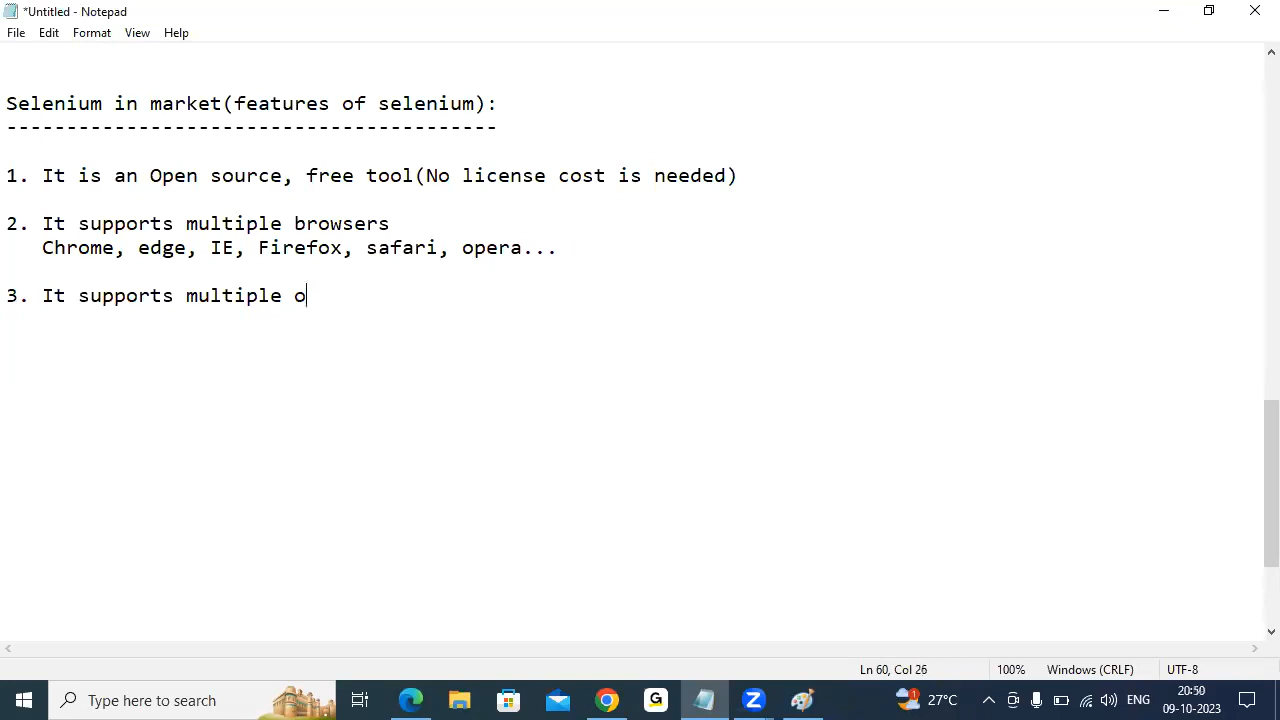 *Untitled - Notepad
File Edit Format View Help
Selenium in market(features of selenium):
-----------------------------------------
1. It is an Open source, free tool(No license cost is needed)
2. It supports multiple browsers
Chrome, edge, IE, Firefox, safari, opera...
3. It supports multiple o
Ln 60, Col 26 100% Windows (CRLF) UTF-8
Type here to search
G
1 27°C ENG 20:50
09-10-2023